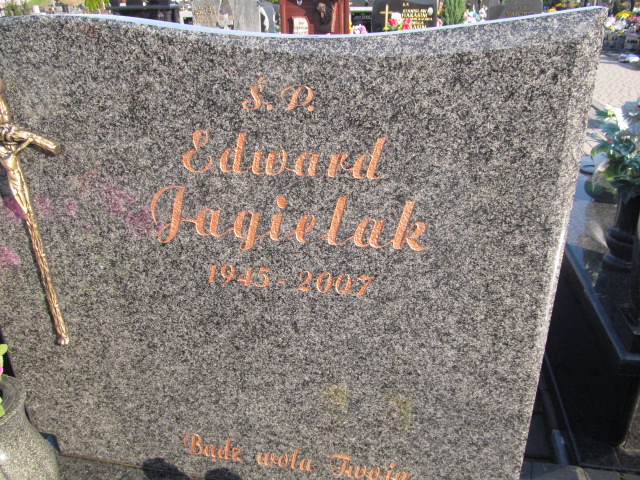 Ś. P.
Edward
Jagielak
1945 - 2007
Bądź wola Twoja